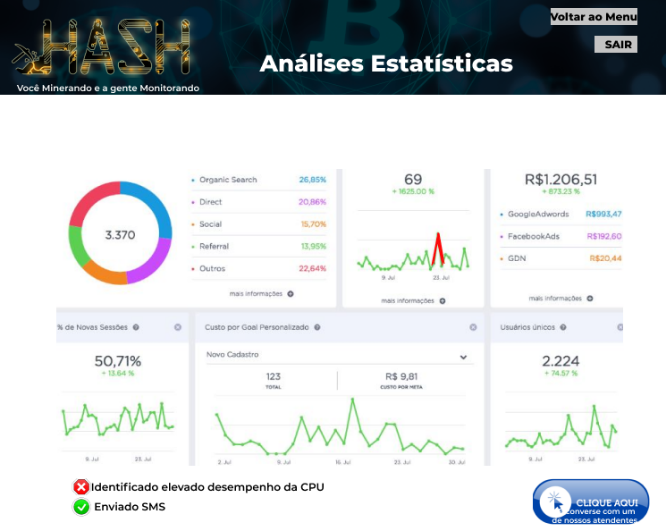 Voltar ao Menu
HASH
SAIR
Análises Estatísticas
Você Minerando e a gente Monitorando
3.370
Organic Search 26,85%
Direct 20,86%
Social 15,70%
Referral 13,95%
Outros 22,64%
mais informações
69
+ 1625.00 %
9. Jul 23. Jul
mais informações
R$1.206,51
+ 873.23 %
GoogleAdwords R$993,47
FacebookAds R$192,60
GDN R$20,44
mais informações
% de Novas Sessões
50,71%
+ 13.64 %
9. Jul 23. Jul
Custo por Goal Personalizado
Novo Cadastro
123
TOTAL
R$ 9,81
CUSTO POR META
2. Jul 9. Jul 16. Jul 23. Jul 30. Jul
Usuários únicos
2.224
+ 74.57 %
9. Jul 23. Jul
Identificado elevado desempenho da CPU
Enviado SMS
CLIQUE AQUI
converse com um
de nossos atendentes